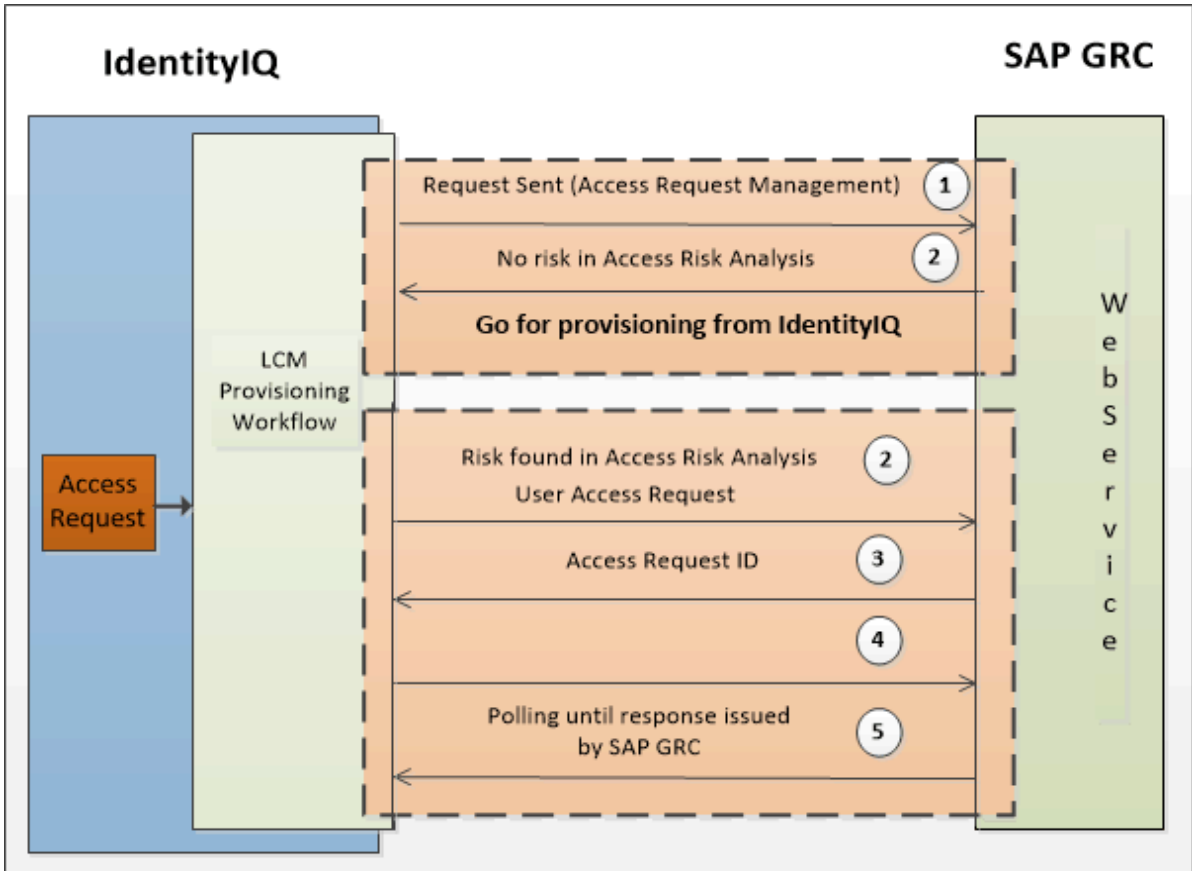 IdentityIQ
SAP GRC
Request Sent (Access Request Management)
1
No risk in Access Risk Analysis
2
Go for provisioning from IdentityIQ
LCM
Provisioning
Workflow
Access
Request
Risk found in Access Risk Analysis
2
User Access Request
Access Request ID
3
4
Polling until response issued
by SAP GRC
5
W
e
b
S
e
r
v
i
c
e